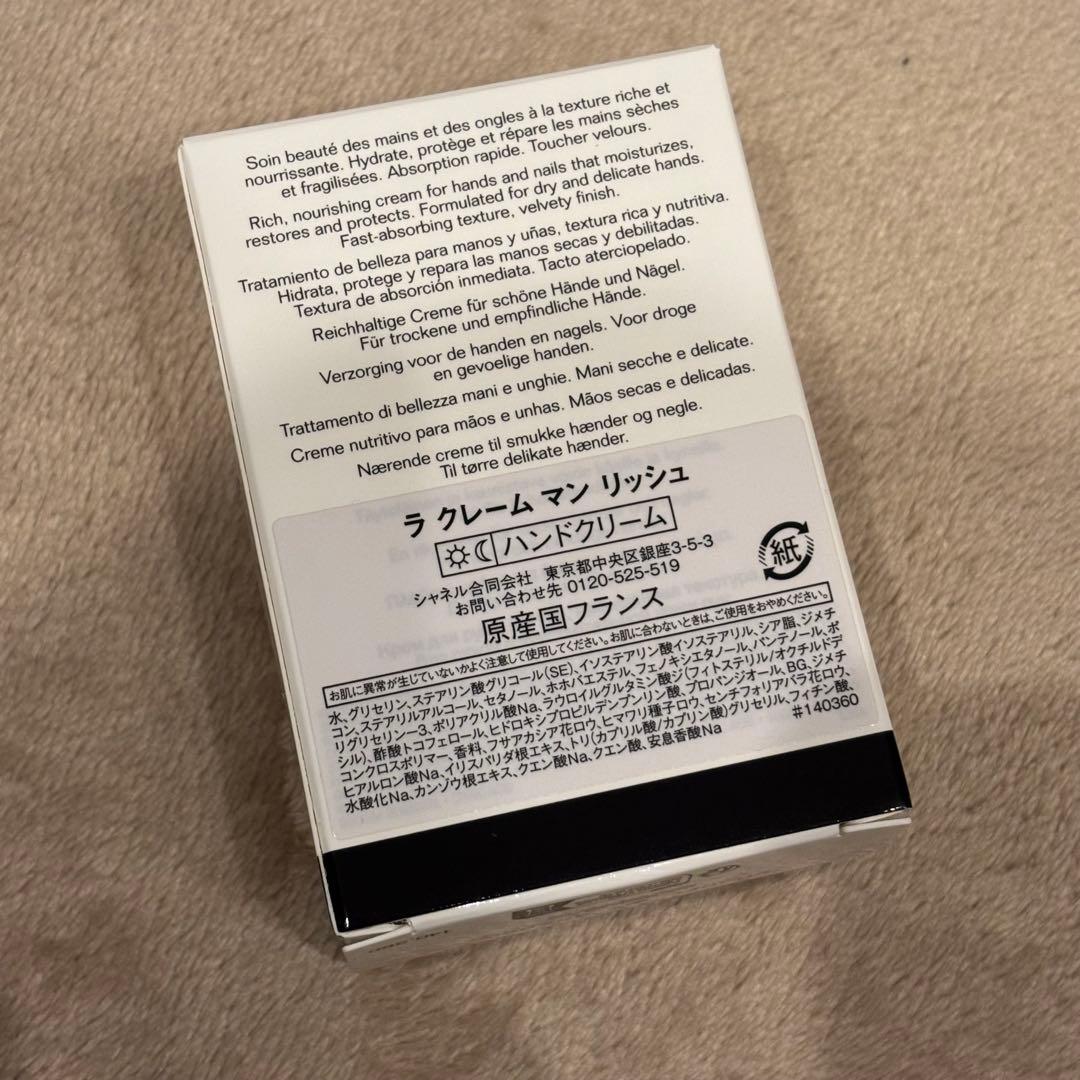 Soin beauté des mains et des ongles à la texture riche et
nourrissante. Hydrate, protège et répare les mains sèches
et fragilisées. Absorption rapide. Toucher velours.
Rich, nourishing cream for hands and nails that moisturizes,
restores and protects. Formulated for dry and delicate hands.
Fast-absorbing texture, velvety finish.
Tratamiento de belleza para manos y uñas, textura rica y nutritiva.
Hidrata, protege y repara las manos secas y debilitadas.
Textura de absorción inmediata. Tacto aterciopelado.
Reichhaltige Creme für schöne Hände und Nägel.
Für trockene und empfindliche Hände.
Verzorging voor de handen en nagels. Voor droge
en gevoelige handen.
Trattamento di bellezza mani e unghie. Mani secche e delicate.
Creme nutritivo para mãos e unhas. Mãos secas e delicadas.
Nærende creme til smukke hænder og negle.
Til tørre delikate hænder.
ラ クレーム マン リッシュ
ハンドクリーム
シャネル合同会社 東京都中央区銀座3-5-3
お問い合わせ先 0120-525-519
紙
原産国フランス
お肌に異常が生じていないかよく注意して使用してください。お肌に合わないときは、ご使用をおやめください。
水、グリセリン、ステアリン酸グリコール(SE)、イソステアリン酸イソステアリル、シア脂、ジメチ
コン、ステアリルアルコール、セタノール、ホホバエステル、フェノキシエタノール、パンテノール、ポ
リグリセリン-3、ポリアクリル酸Na、ラウロイルグルタミン酸ジ(フィトステリル/オクチルドデ
シル)、酢酸トコフェロール、ヒドロキシプロピルデンプンリン酸、プロパンジオール、BG、ジメチ
コンクロスポリマー、香料、フサアカシア花ロウ、ヒマワリ種子ロウ、センチフォリアバラ花ロウ、
ヒアルロン酸Na、イリスパリダ根エキス、トリ(カプリル酸/カプリン酸)グリセリル、フィチン酸、
水酸化Na、カンゾウ根エキス、クエン酸Na、クエン酸、安息香酸Na
#140360